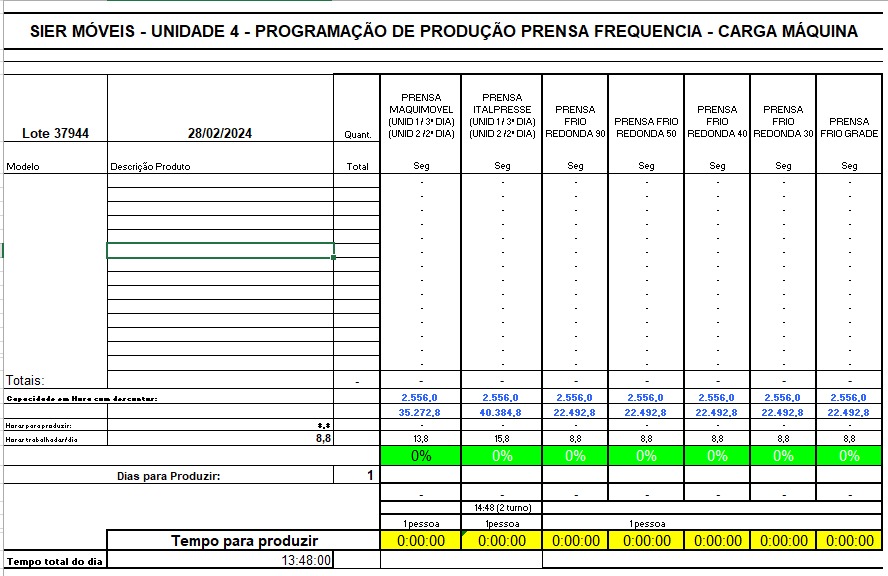 SIER MÓVEIS - UNIDADE 4 - PROGRAMAÇÃO DE PRODUÇÃO PRENSA FREQUENCIA - CARGA MÁQUINA
Lote 37944 28/02/2024 Quant. PRENSA MAQUIMOVEL (UNID 1 / 3ª DIA) (UNID 2 /2ª DIA) PRENSA ITALPRESSE (UNID 1 / 3ª DIA) (UNID 2 /2ª DIA) PRENSA FRIO REDONDA 90 PRENSA FRIO REDONDA 50 PRENSA FRIO REDONDA 40 PRENSA FRIO REDONDA 30 PRENSA FRIO GRADE
Modelo Descrição Produto Total Seg Seg Seg Seg Seg Seg Seg
- - - - - - -
- - - - - - -
- - - - - - -
- - - - - - -
- - - - - - -
- - - - - - -
- - - - - - -
- - - - - - -
- - - - - - -
- - - - - - -
- - - - - - -
- - - - - - -
- - - - - - -
- - - - - - -
Totais: - - - - - - - -
Capacidade em Hora com descontos: 2.556,0 2.556,0 2.556,0 2.556,0 2.556,0 2.556,0 2.556,0
35.272,8 40.384,8 22.492,8 22.492,8 22.492,8 22.492,8 22.492,8
Horas para produzir: 8,8 - - - - - - -
Horas trabalhadas/dia 8,8 13,8 15,8 8,8 8,8 8,8 8,8 8,8
0% 0% 0% 0% 0% 0% 0%
Dias para Produzir: 1
- - - - - - -
14:48 (2 turno)
1 pessoa 1pessoa 1pessoa
Tempo para produzir 0:00:00 0:00:00 0:00:00 0:00:00 0:00:00 0:00:00 0:00:00
Tempo total do dia 13:48:00